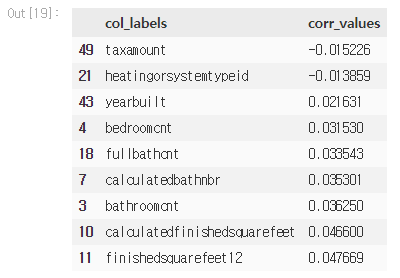 Out[19]:
col_labels corr_values
49 taxamount -0.015226
21 heatingorsystemtypeid -0.013859
43 yearbuilt 0.021631
4 bedroomcnt 0.031530
18 fullbathcnt 0.033543
7 calculatedbathnbr 0.035301
3 bathroomcnt 0.036250
10 calculatedfinishedsquarefeet 0.046600
11 finishedsquarefeet12 0.047669